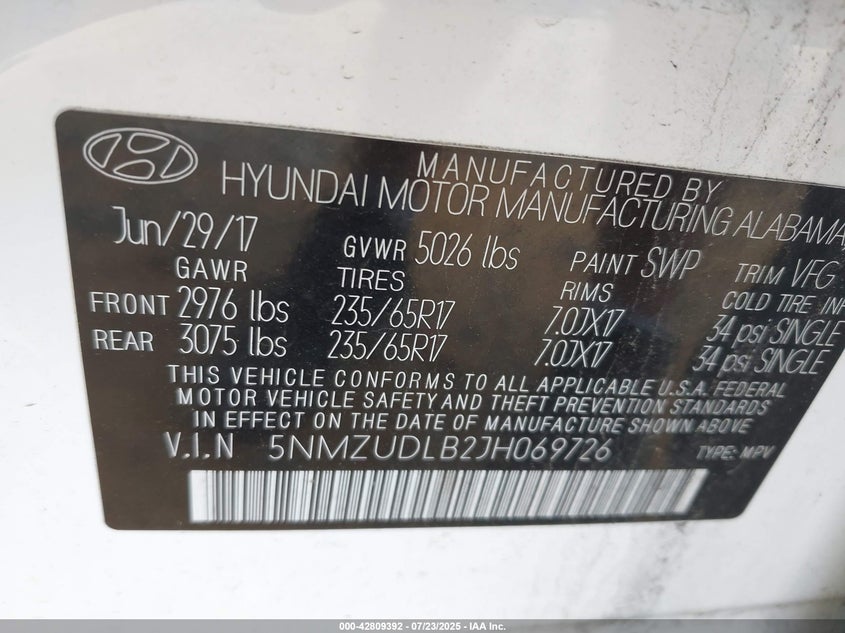 MANUFACTURED BY
HYUNDAI MOTOR MANUFACTURING ALABAMA,
Jun/29/17 GVWR 5026 lbs PAINT SWP TRIM VFG
GAWR TIRES RIMS COLD TIRE INF
FRONT 2976 lbs 235/65R17 7.0JX17 34 psi SINGLE
REAR 3075 lbs 235/65R17 7.0JX17 34 psi SINGLE
THIS VEHICLE CONFORMS TO ALL APPLICABLE U.S.A. FEDERAL
MOTOR VEHICLE SAFETY AND THEFT PREVENTION STANDARDS
IN EFFECT ON THE DATE OF MANUFACTURE SHOWN ABOVE
V.I.N 5NMZUDLB2JH069726 TYPE: MPV
000-42809392 - 07/23/2025 - IAA Inc.